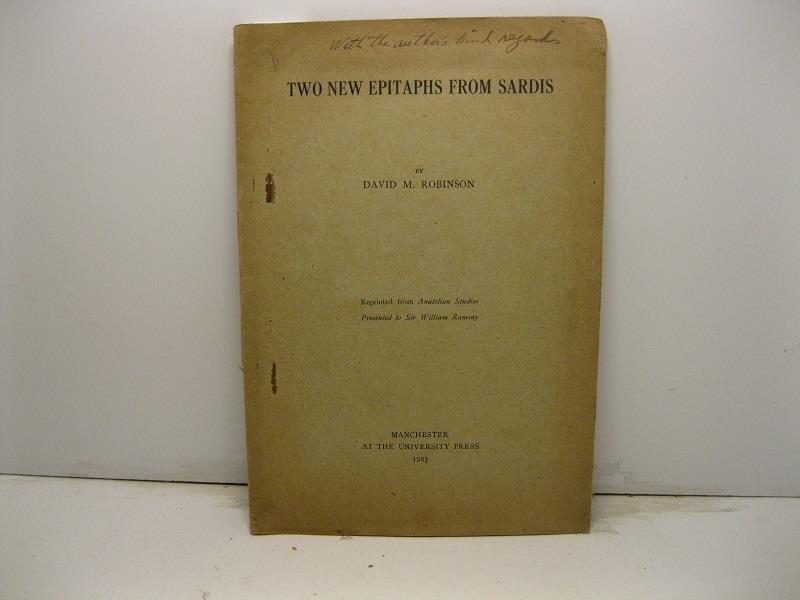 With the author's kind regards
TWO NEW EPITAPHS FROM SARDIS
BY
DAVID M. ROBINSON
Reprinted from Anatolian Studies
Presented to Sir William Ramsay
MANCHESTER
AT THE UNIVERSITY PRESS
1923